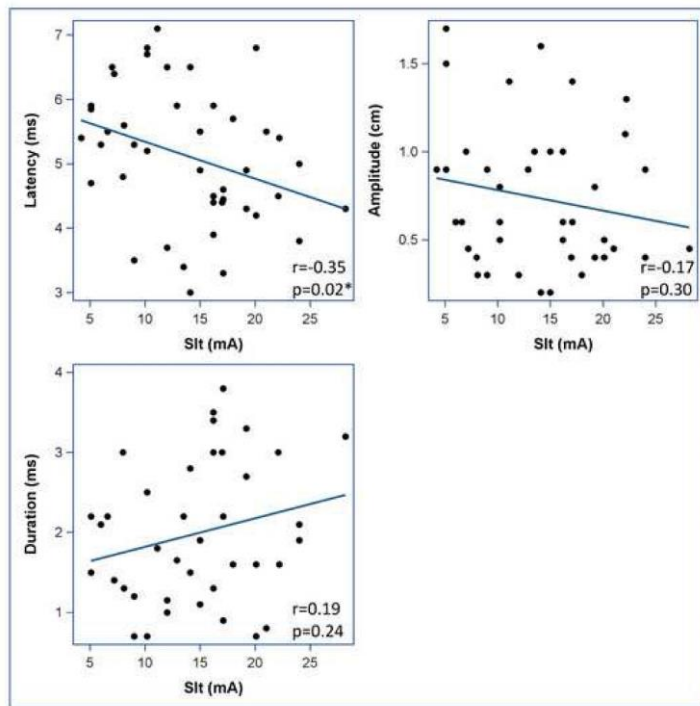 7
6
5
4
3
Latency (ms)
5 10 15 20 25
SIt (mA)
r=-0.35
p=0.02*
1.5
1.0
0.5
Amplitude (cm)
5 10 15 20 25
SIt (mA)
r=-0.17
p=0.30
4
3
2
1
Duration (ms)
5 10 15 20 25
SIt (mA)
r=0.19
p=0.24